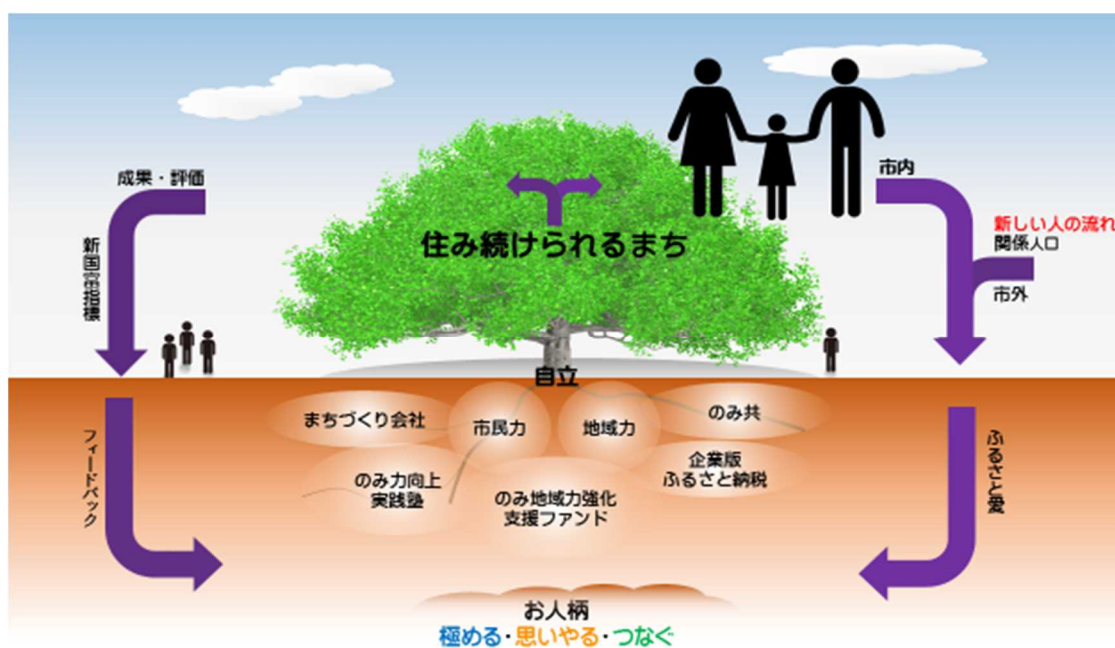 成果・評価
新国富指標
住み続けられるまち
市内
新しい人の流れ
関係人口
市外
自立
まちづくり会社
市民力
地域力
のみ共
のみ力向上
実践塾
のみ地域力強化
支援ファンド
企業版
ふるさと納税
フィードバック
ふるさと愛
お人柄
極める・思いやる・つなぐ